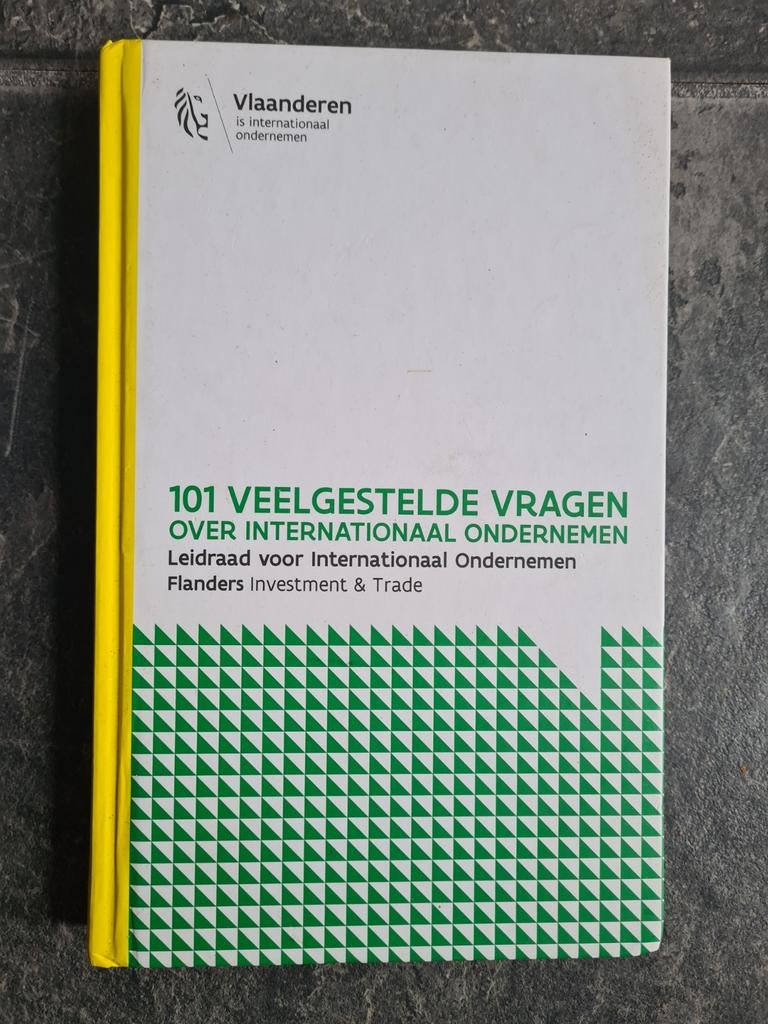 Vlaanderen
is internationaal
ondernemen
101 VEELGESTELDE VRAGEN
OVER INTERNATIONAAL ONDERNEMEN
Leidraad voor Internationaal Ondernemen
Flanders Investment & Trade